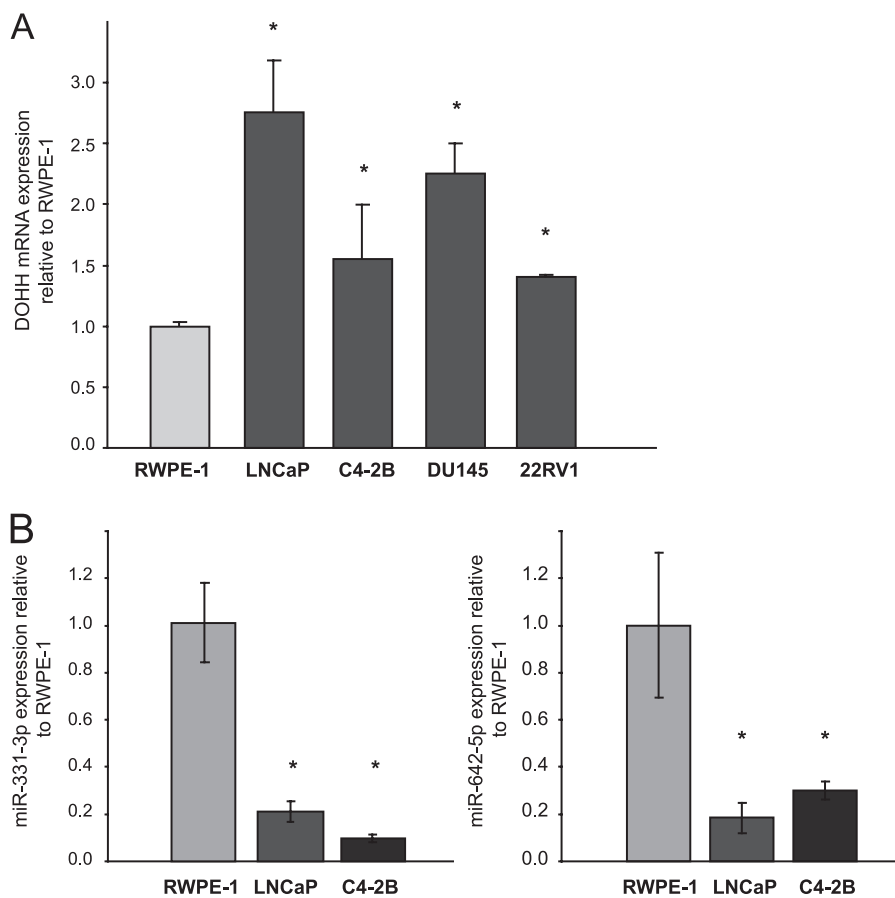 A
DOHH mRNA expression
relative to RWPE-1
3.0
2.5
2.0
1.5
1.0
0.5
0.0
*
*
*
*
RWPE-1 LNCaP C4-2B DU145 22RV1
B
miR-331-3p expression relative
to RWPE-1
1.2
1.0
0.8
0.6
0.4
0.2
0.0
* *
RWPE-1 LNCaP C4-2B
miR-642-5p expression relative
to RWPE-1
1.2
1.0
0.8
0.6
0.4
0.2
0.0
* *
RWPE-1 LNCaP C4-2B